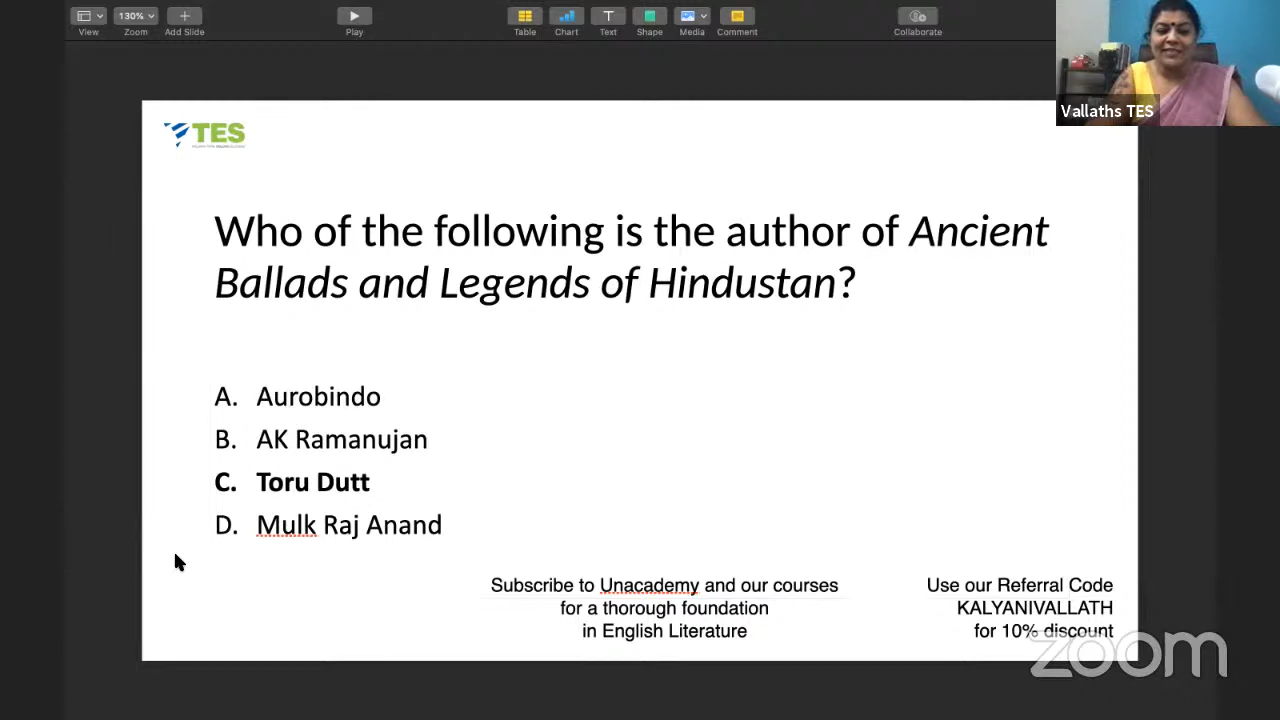 View
130%
Zoom
Add Slide
Play
Table
Chart
Text
Shape
Media
Comment
Collaborate
Vallaths TES
TES
Who of the following is the author of Ancient
Ballads and Legends of Hindustan?
A. Aurobindo
B. AK Ramanujan
C. Toru Dutt
D. Mulk Raj Anand
Subscribe to Unacademy and our courses
for a thorough foundation
in English Literature
Use our Referral Code
KALYANIVALLATH
for 10% discount
zoom